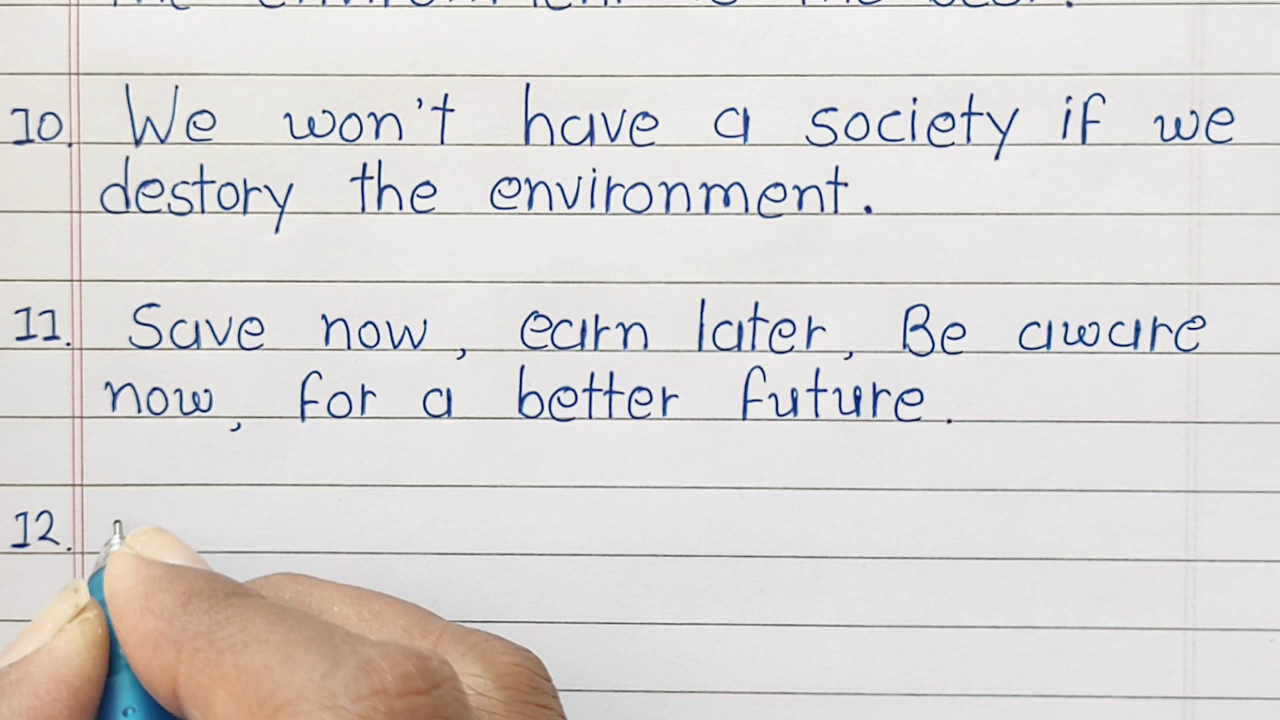 10. We won't have a society if we
destory the environment.
11. Save now, earn later, Be aware
now, for a better future.
12.